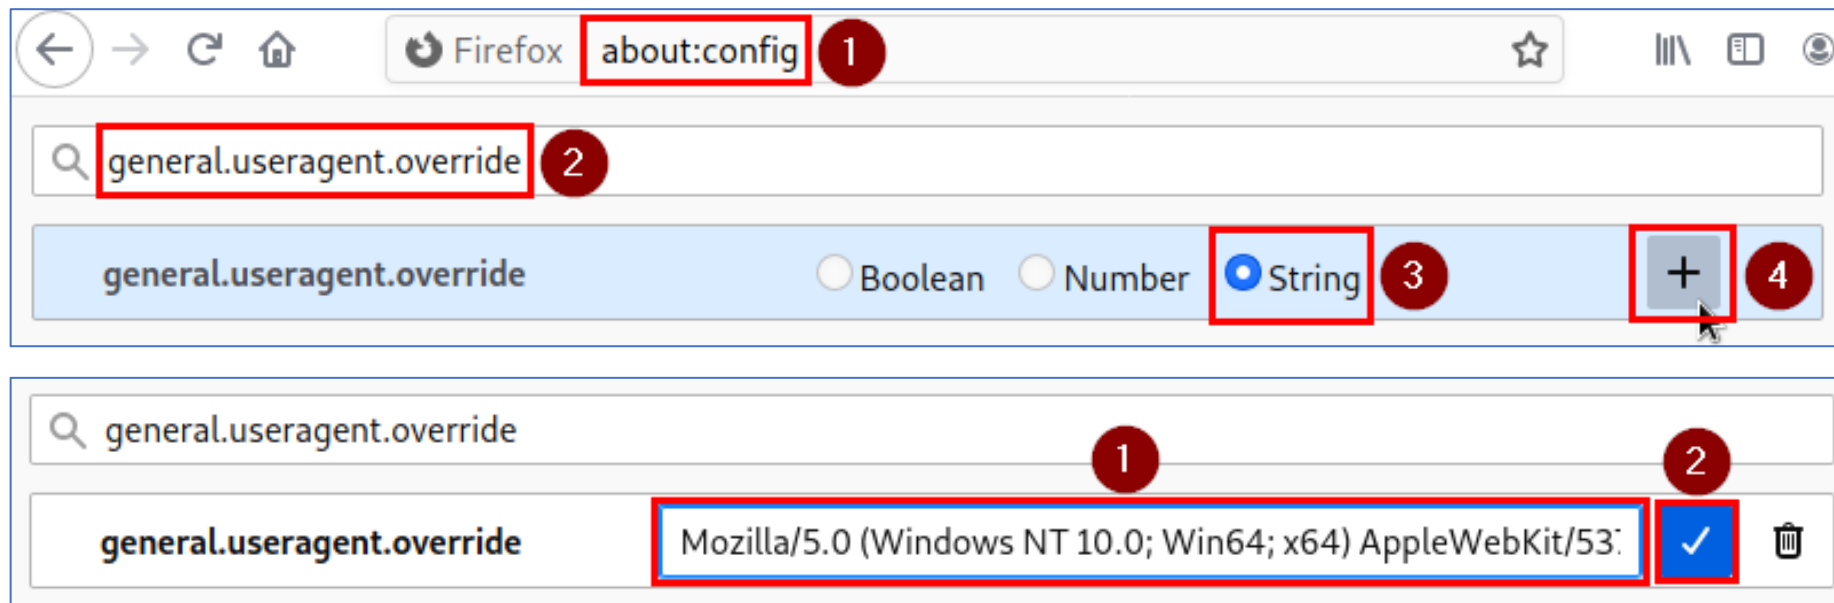 Firefox about:config 1
general.useragent.override 2
general.useragent.override Boolean Number String 3 + 4
general.useragent.override
1 2
general.useragent.override Mozilla/5.0 (Windows NT 10.0; Win64; x64) AppleWebKit/537